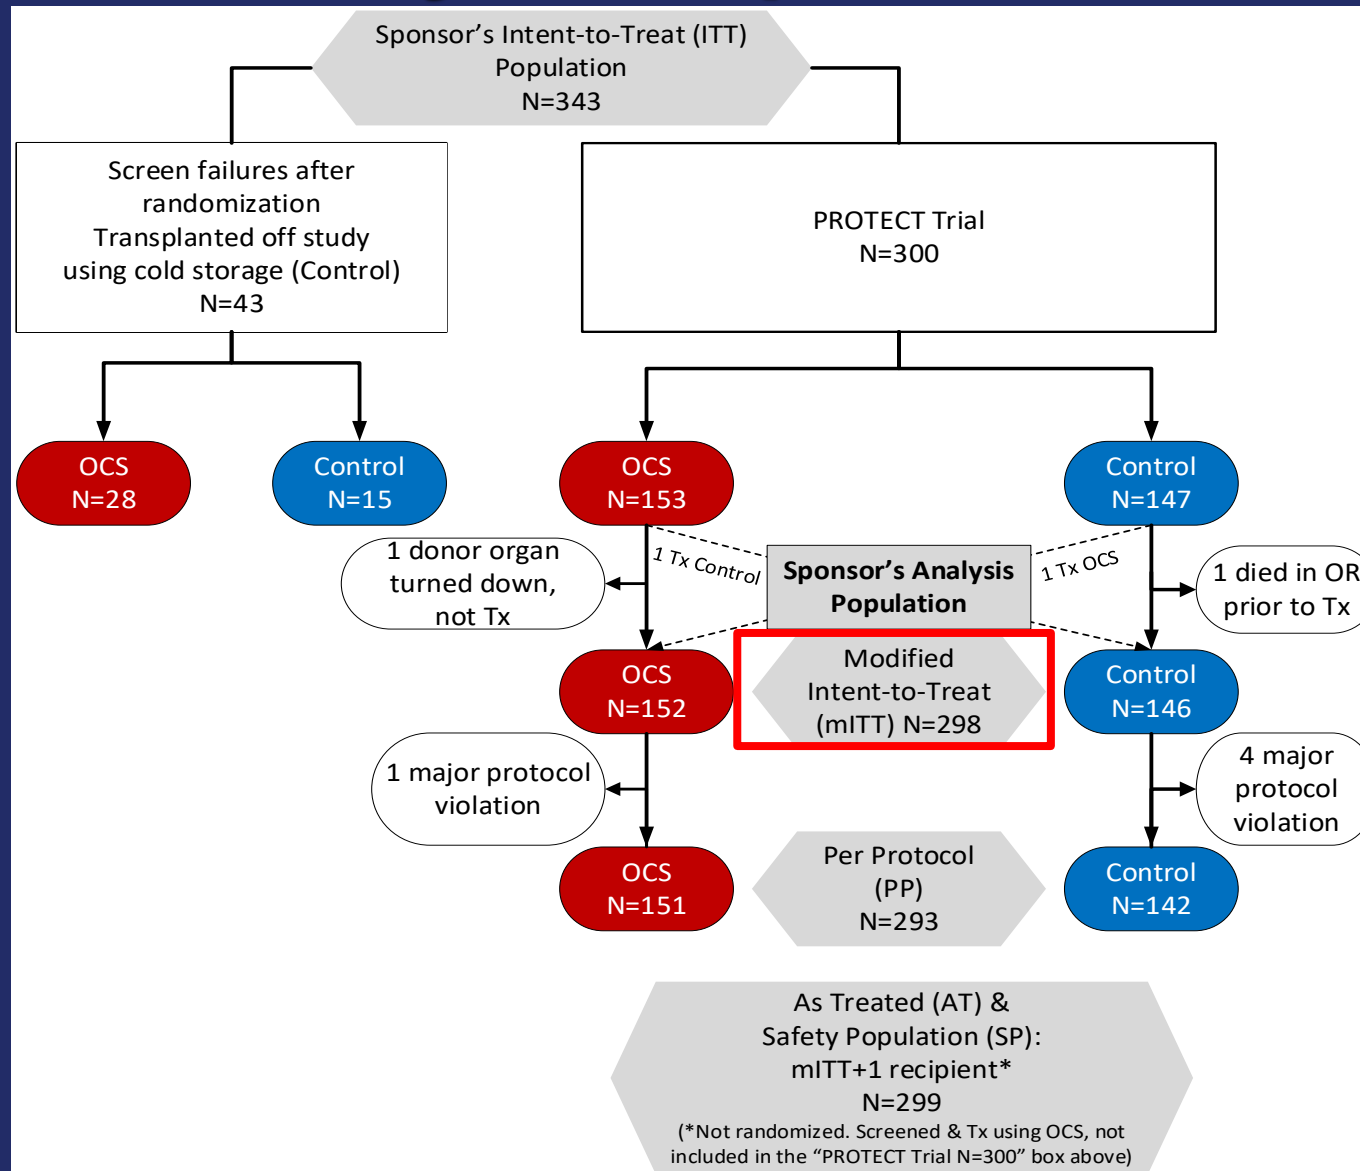 Sponsor's Intent-to-Treat (ITT)
Population
N=343
Screen failures after
randomization
Transplanted off study
using cold storage (Control)
N=43
PROTECT Trial
N=300
OCS
N=28
Control
N=15
OCS
N=153
Control
N=147
1 donor organ
turned down,
not Tx
1 Tx Control
Sponsor's Analysis
Population
1 Tx OCS
1 died in OR
prior to Tx
OCS
N=152
Modified
Intent-to-Treat
(mITT) N=298
Control
N=146
1 major protocol
violation
4 major
protocol
violation
OCS
N=151
Per Protocol
(PP)
N=293
Control
N=142
As Treated (AT) &
Safety Population (SP):
mITT+1 recipient*
N=299
(*Not randomized. Screened & Tx using OCS, not
included in the "PROTECT Trial N=300" box above)